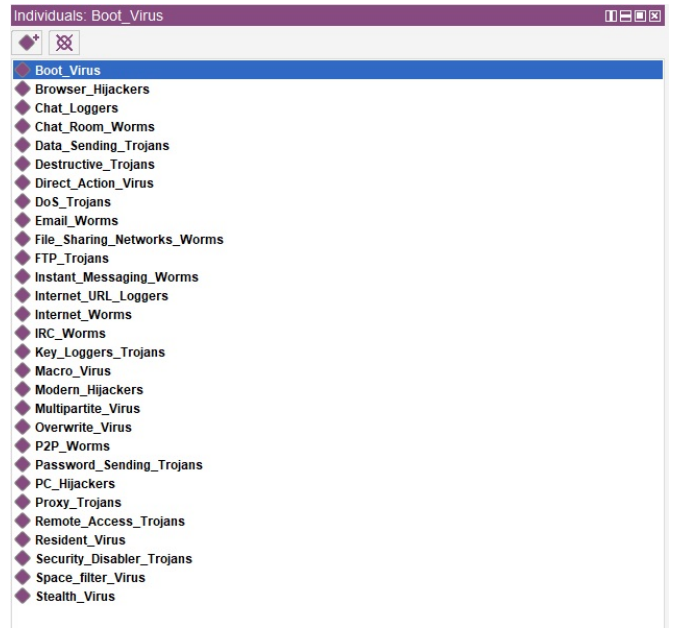 Individuals: Boot_Virus
Boot_Virus
Browser_Hijackers
Chat_Loggers
Chat_Room_Worms
Data_Sending_Trojans
Destructive_Trojans
Direct_Action_Virus
DoS_Trojans
Email_Worms
File_Sharing_Networks_Worms
FTP_Trojans
Instant_Messaging_Worms
Internet_URL_Loggers
Internet_Worms
IRC_Worms
Key_Loggers_Trojans
Macro_Virus
Modern_Hijackers
Multipartite_Virus
Overwrite_Virus
P2P_Worms
Password_Sending_Trojans
PC_Hijackers
Proxy_Trojans
Remote_Access_Trojans
Resident_Virus
Security_Disabler_Trojans
Space_filter_Virus
Stealth_Virus